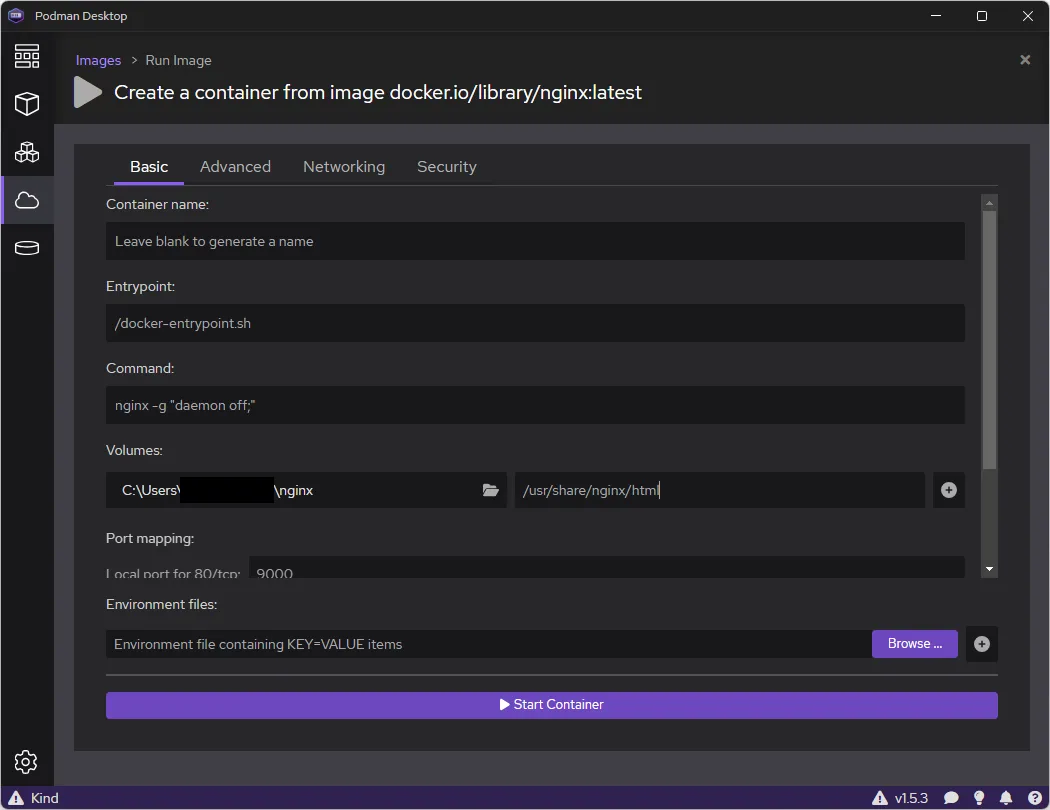 Podman Desktop
Images > Run Image
Create a container from image docker.io/library/nginx:latest
Basic Advanced Networking Security
Container name:
Leave blank to generate a name
Entrypoint:
/docker-entrypoint.sh
Command:
nginx -g "daemon off;"
Volumes:
C:\Users\ \nginx /usr/share/nginx/html
Port mapping:
Local port for 80/tcp: 9000
Environment files:
Environment file containing KEY=VALUE items Browse ...
Start Container
Kind v1.5.3